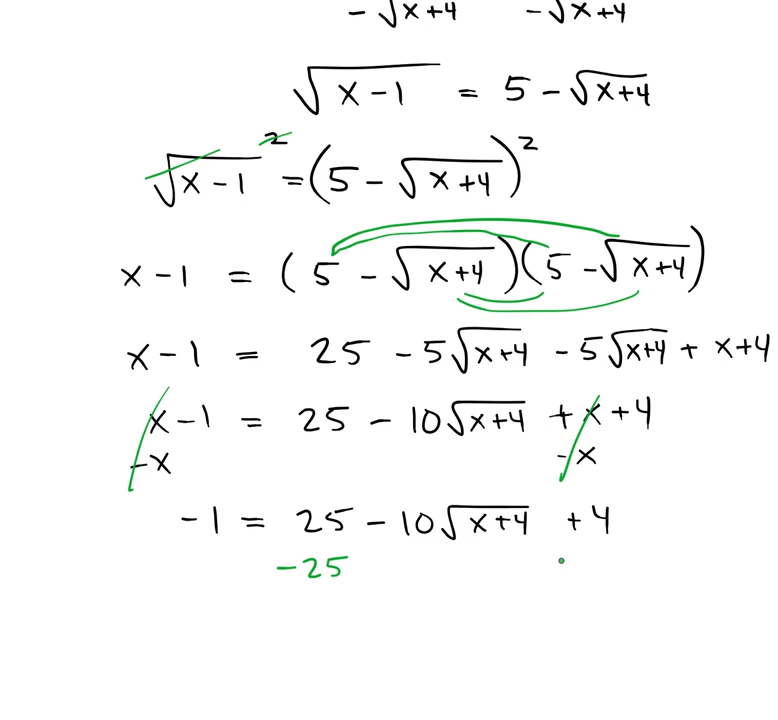 -√x+4 -√x+4
√x-1 = 5-√x+4
√x-1² = (5-√x+4)²
x-1 = (5-√x+4)(5-√x+4)
x-1 = 25 -5√x+4 -5√x+4 + x+4
x-1 = 25 - 10√x+4 +x+4
-x -x
-1 = 25 - 10√x+4 +4
-25